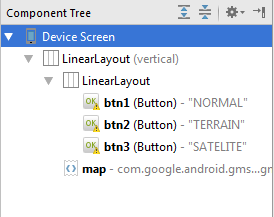 Component Tree
Device Screen
LinearLayout (vertical)
LinearLayout
OK btn1 (Button) - "NORMAL"
OK btn2 (Button) - "TERRAIN"
OK btn3 (Button) - "SATELITE"
map - com.google.android.gms...gr